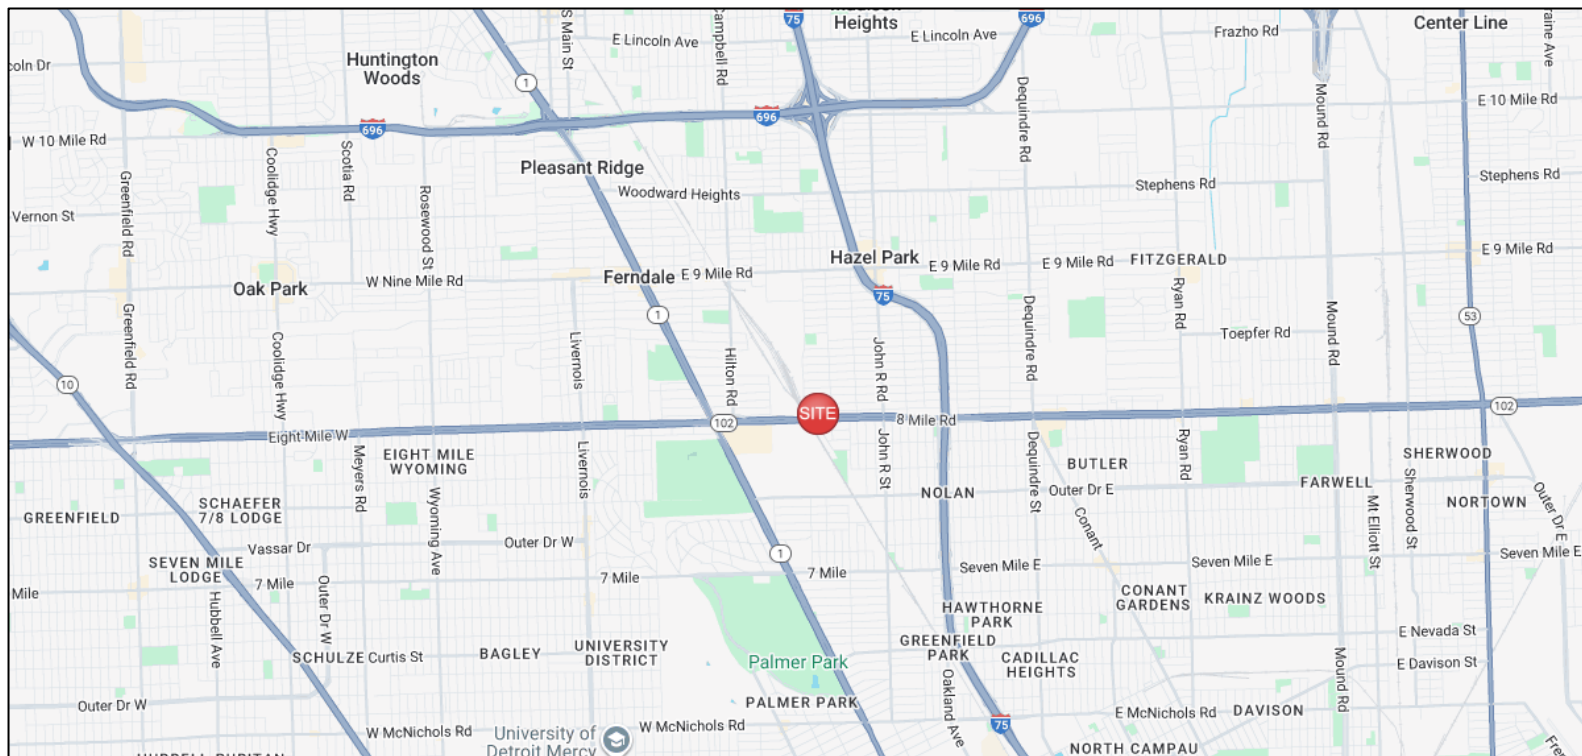 75
Madison
Heights
696
Center Line
E Lincoln Ave
E Lincoln Ave
Frazho Rd
S Main St
Campbell Rd
Huntington
Woods
coln Dr
1
E 10 Mile Rd
696
696
W 10 Mile Rd
Greenfield Rd
Coolidge Hwy
Scotia Rd
Rosewood St
Dequindre Rd
Mound Rd
Pleasant Ridge
Woodward Heights
Stephens Rd
Stephens Rd
Vernon St
Hazel Park
E 9 Mile Rd
E 9 Mile Rd
FITZGERALD
E 9 Mile Rd
W Nine Mile Rd
Ferndale
E 9 Mile Rd
Oak Park
75
1
53
Greenfield Rd
Coolidge Hwy
Livernois
Hilton Rd
John R Rd
Dequindre Rd
Ryan Rd
Toepfer Rd
Mound Rd
10
SITE
102
8 Mile Rd
102
Eight Mile W
Meyers Rd
EIGHT MILE
WYOMING
Wyoming Ave
Livernois
John R St
Dequindre St
Ryan Rd
BUTLER
SHERWOOD
NOLAN
Outer Dr E
FARWELL
Mt Elliott St
Sherwood St
NORTOWN
Outer Dr E
SCHAEFER
7/8 LODGE
GREENFIELD
Conant
Vassar Dr
Outer Dr W
1
SEVEN MILE
LODGE
7 Mile
7 Mile
7 Mile
Seven Mile E
Seven Mile E
Seven Mile E
Mile
Hubbell Ave
Outer Dr W
CONANT
GARDENS
KRAINZ WOODS
HAWTHORNE
PARK
GREENFIELD
PARK
E Nevada St
SCHULZE
Curtis St
BAGLEY
UNIVERSITY
DISTRICT
Palmer Park
CADILLAC
HEIGHTS
E Davison St
Mound Rd
Oakland Ave
Outer Dr W
PALMER PARK
W McNichols Rd
W McNichols Rd
75
E McNichols Rd
DAVISON
University of
Detroit Mercy
NORTH CAMPAU